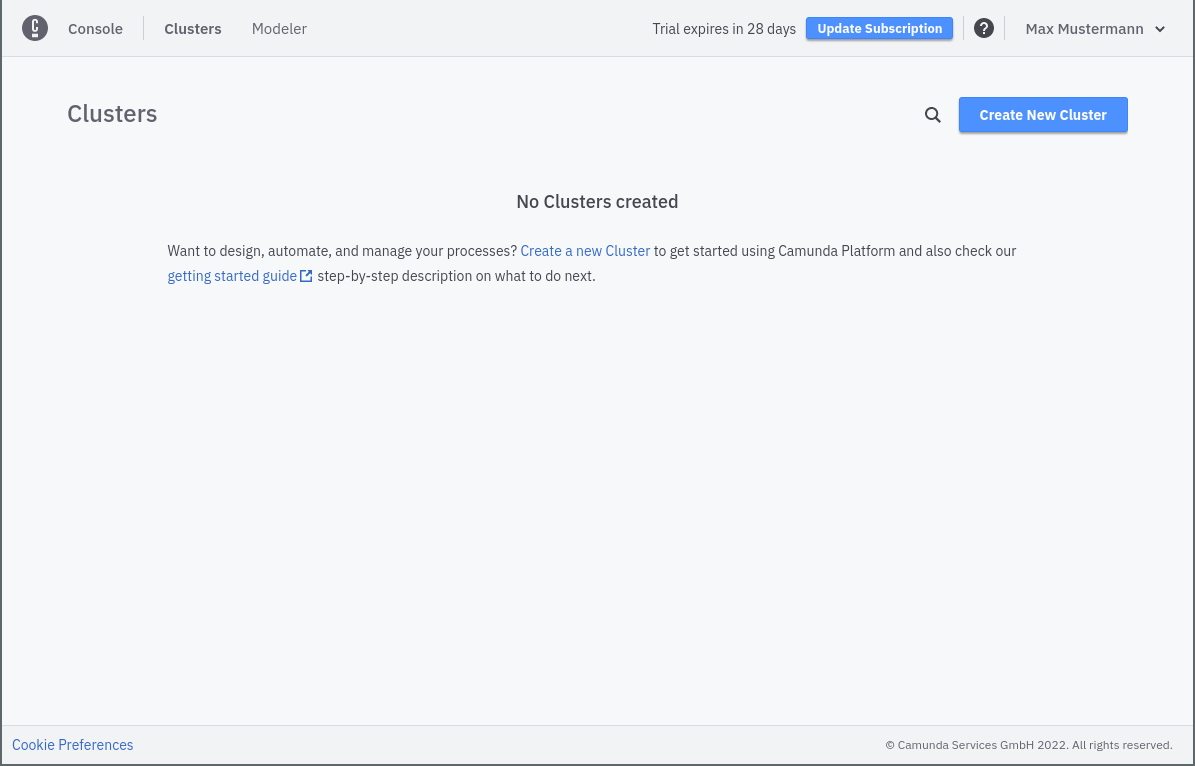 Console Clusters Modeler Trial expires in 28 days Update Subscription ? Max Mustermann
Clusters Create New Cluster
No Clusters created
Want to design, automate, and manage your processes? Create a new Cluster to get started using Camunda Platform and also check our
getting started guide step-by-step description on what to do next.
Cookie Preferences © Camunda Services GmbH 2022. All rights reserved.